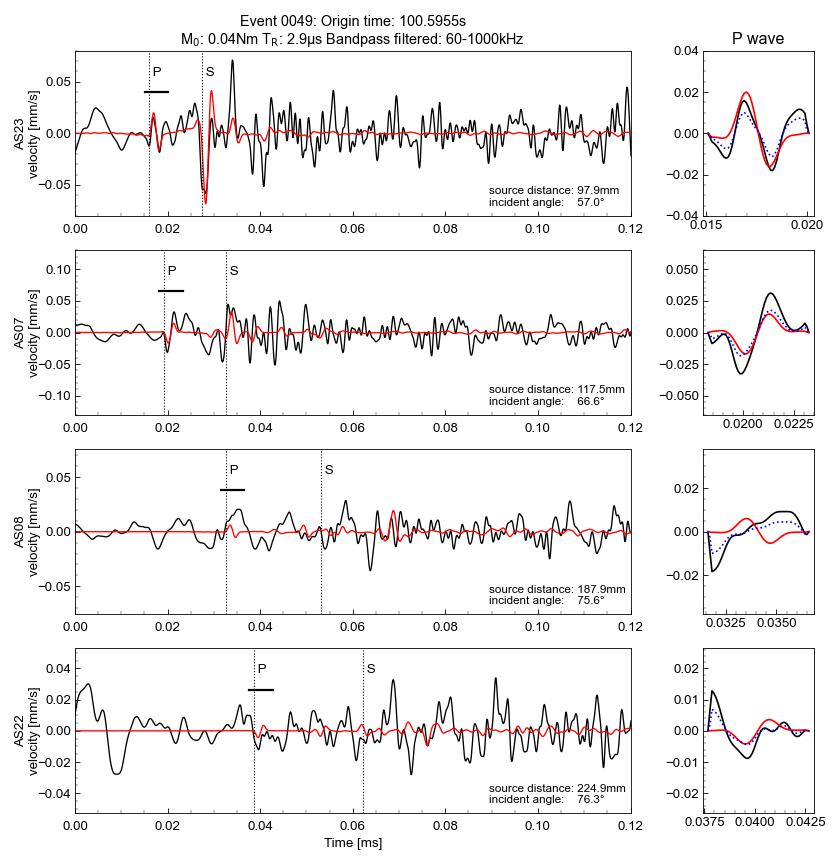 Event 0049: Origin time: 100.5955s
M0: 0.04Nm TR: 2.9μs Bandpass filtered: 60-1000kHz
P wave
AS23
velocity [mm/s]
0.05
0.00
−0.05
P
S
source distance: 97.9mm
incident angle: 57.0°
0.00 0.02 0.04 0.06 0.08 0.10 0.12
0.04
0.02
0.00
−0.02
−0.04
0.015 0.020
AS07
velocity [mm/s]
0.10
0.05
0.00
−0.05
−0.10
P
S
source distance: 117.5mm
incident angle: 66.6°
0.00 0.02 0.04 0.06 0.08 0.10 0.12
0.050
0.025
0.000
−0.025
−0.050
0.0200 0.0225
AS08
velocity [mm/s]
0.05
0.00
−0.05
P
S
source distance: 187.9mm
incident angle: 75.6°
0.00 0.02 0.04 0.06 0.08 0.10 0.12
0.02
0.00
−0.02
0.0325 0.0350
AS22
velocity [mm/s]
0.04
0.02
0.00
−0.02
−0.04
P
S
source distance: 224.9mm
incident angle: 76.3°
0.00 0.02 0.04 0.06 0.08 0.10 0.12
Time [ms]
0.02
0.01
0.00
−0.01
−0.02
0.0375 0.0400 0.0425